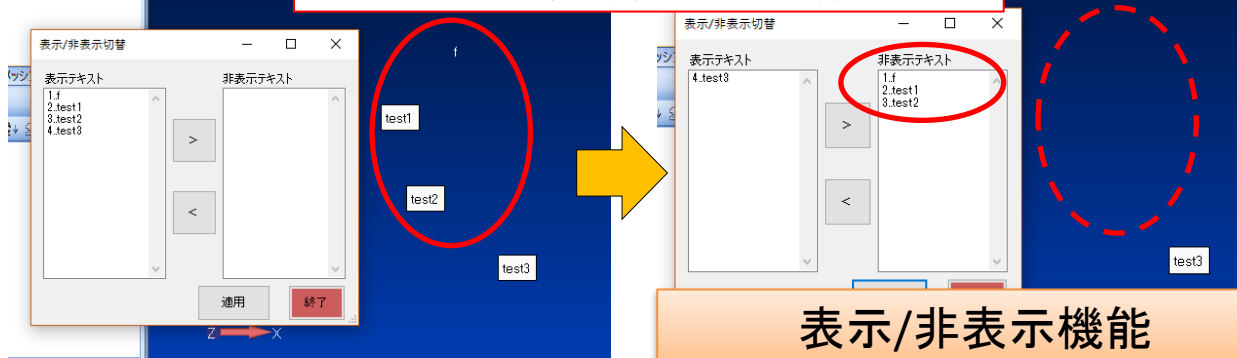 表示/非表示切替
表示テキスト
非表示テキスト
1.f
2..test1
3..test2
4..test3
>
<
適用
終了
f
test1
test2
test3
Z
X
表示/非表示切替
表示テキスト
非表示テキスト
4..test3
1.f
2..test1
3..test2
>
<
test3
表示/非表示機能